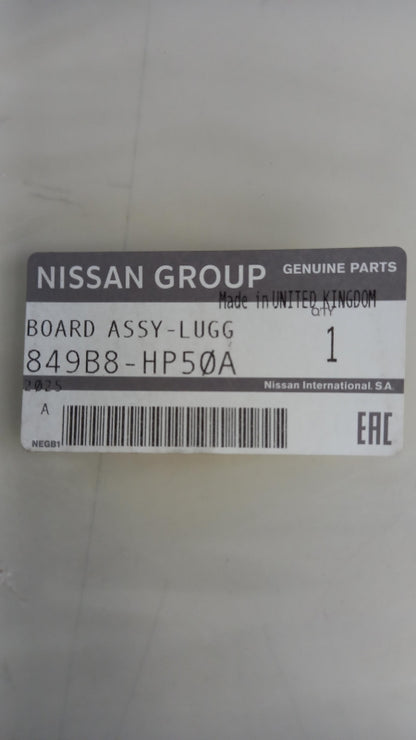 NISSAN GROUP GENUINE PARTS
Made in UNITED KINGDOM
QTY
BOARD ASSY-LUGG 1
849B8-HP50A
2025 Nissan International. S.A.
A
NEGB1
EAC